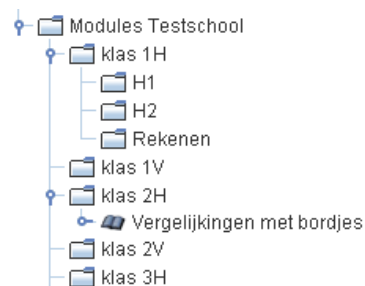 Modules Testschool
klas 1H
H1
H2
Rekenen
klas 1V
klas 2H
Vergelijkingen met bordjes
klas 2V
klas 3H